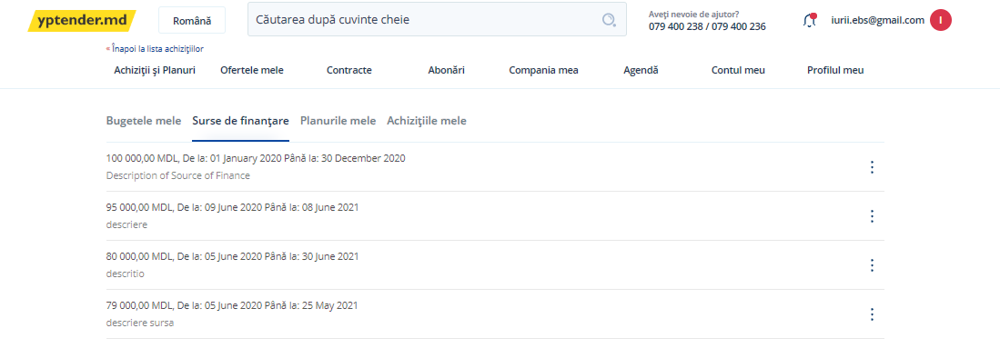 yptender.md
Română
Căutarea după cuvinte cheie
Aveți nevoie de ajutor?
079 400 238 / 079 400 236
iurii.ebs@gmail.com
I
« Înapoi la lista achizițiilor
Achiziții și Planuri
Ofertele mele
Contracte
Abonări
Compania mea
Agendă
Contul meu
Profilul meu
Bugetele mele
Surse de finanțare
Planurile mele
Achizițiile mele
100 000,00 MDL, De la: 01 January 2020 Până la: 30 December 2020
Description of Source of Finance
95 000,00 MDL, De la: 09 June 2020 Până la: 08 June 2021
descriere
80 000,00 MDL, De la: 05 June 2020 Până la: 30 June 2021
descritio
79 000,00 MDL, De la: 05 June 2020 Până la: 25 May 2021
descriere sursa